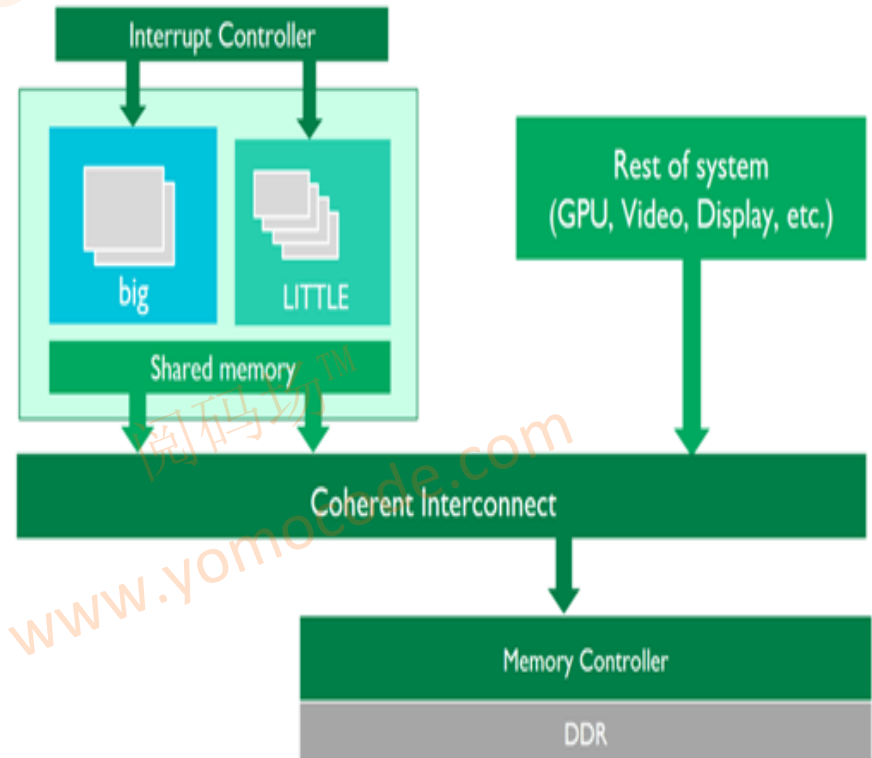 Interrupt Controller
big
LITTLE
Shared memory
Rest of system
(GPU, Video, Display, etc.)
Coherent Interconnect
Memory Controller
DDR
阅码场™
www.yomocode.com